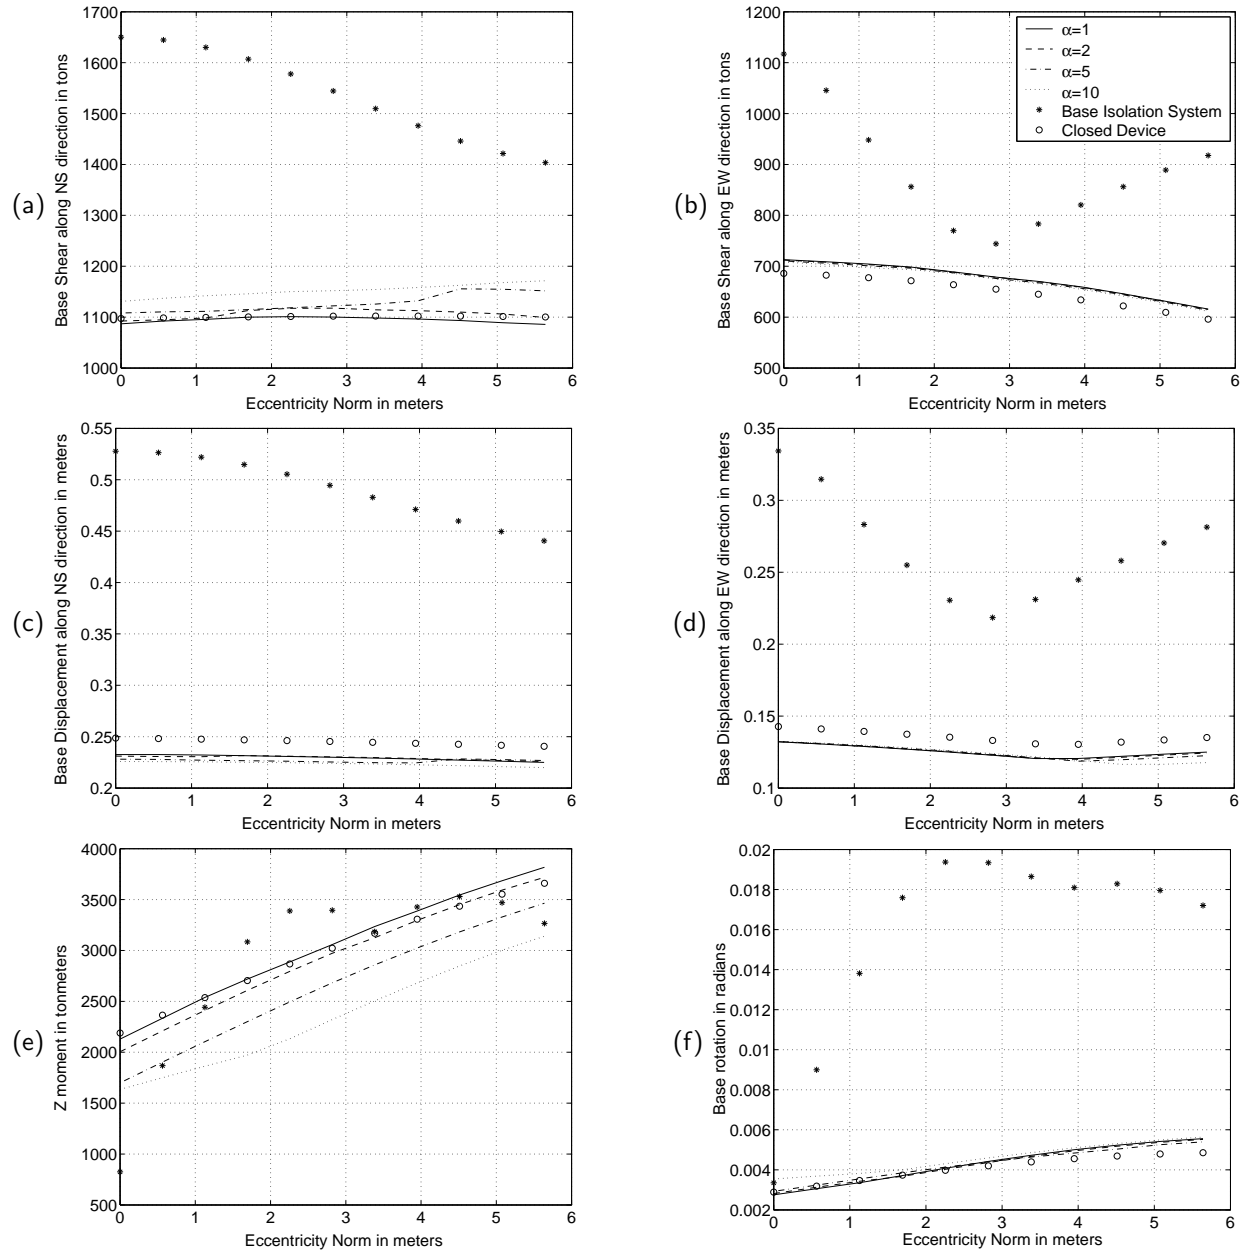 (a)
Base Shear along NS direction in tons
1700
1600
1500
1400
1300
1200
1100
1000
0 1 2 3 4 5 6
Eccentricity Norm in meters
(b)
Base Shear along EW direction in tons
1200
1100
1000
900
800
700
600
500
0 1 2 3 4 5 6
Eccentricity Norm in meters
α=1
α=2
α=5
α=10
Base Isolation System
Closed Device
(c)
Base Displacement along NS direction in meters
0.55
0.5
0.45
0.4
0.35
0.3
0.25
0.2
0 1 2 3 4 5 6
Eccentricity Norm in meters
(d)
Base Displacement along EW direction in meters
0.35
0.3
0.25
0.2
0.15
0.1
0 1 2 3 4 5 6
Eccentricity Norm in meters
(e)
Z moment in tonmeters
4000
3500
3000
2500
2000
1500
1000
500
0 1 2 3 4 5 6
Eccentricity Norm in meters
(f)
Base rotation in radians
0.02
0.018
0.016
0.014
0.012
0.01
0.008
0.006
0.004
0.002
0 1 2 3 4 5 6
Eccentricity Norm in meters